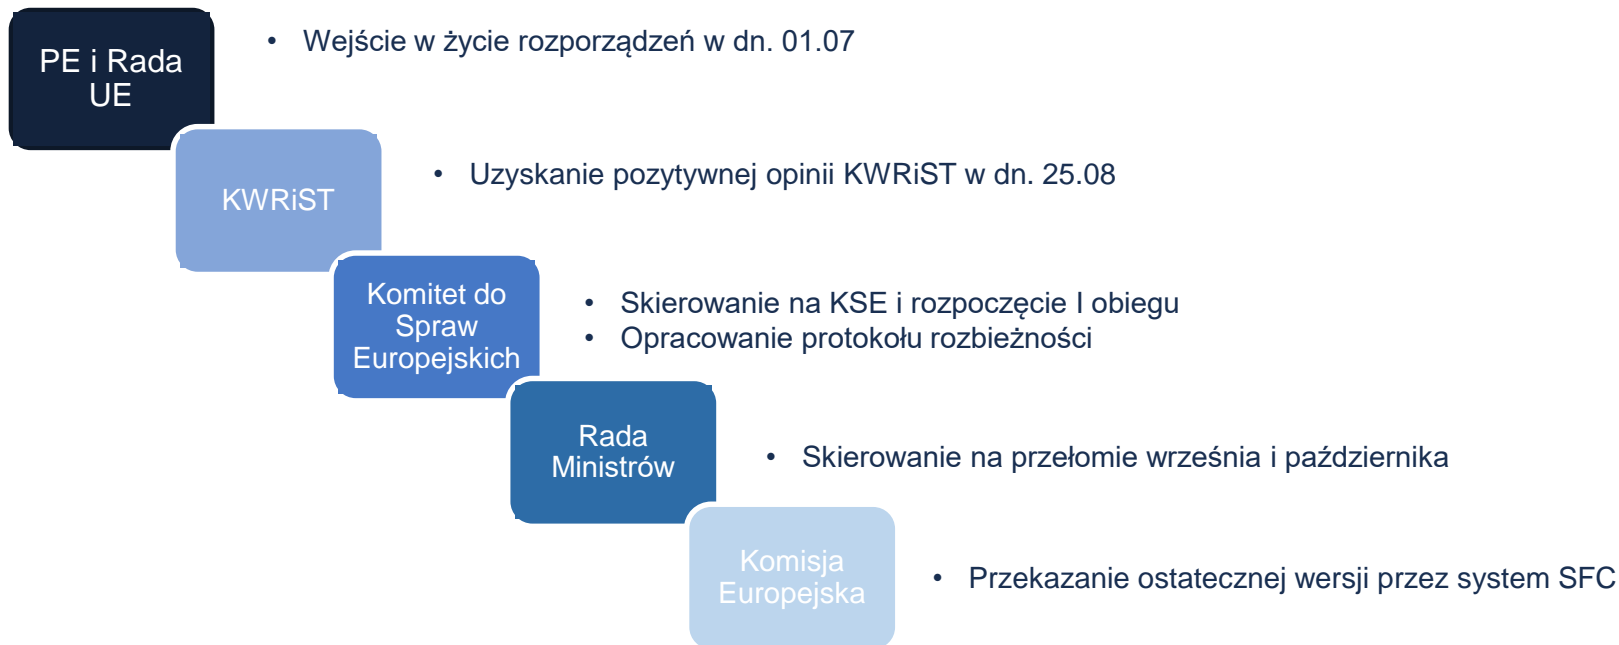 PE i Rada
UE
• Wejście w życie rozporządzeń w dn. 01.07
KWRiST
• Uzyskanie pozytywnej opinii KWRiST w dn. 25.08
Komitet do
Spraw
Europejskich
• Skierowanie na KSE i rozpoczęcie I obiegu
• Opracowanie protokołu rozbieżności
Rada
Ministrów
• Skierowanie na przełomie września i października
Komisja
Europejska
• Przekazanie ostatecznej wersji przez system SFC